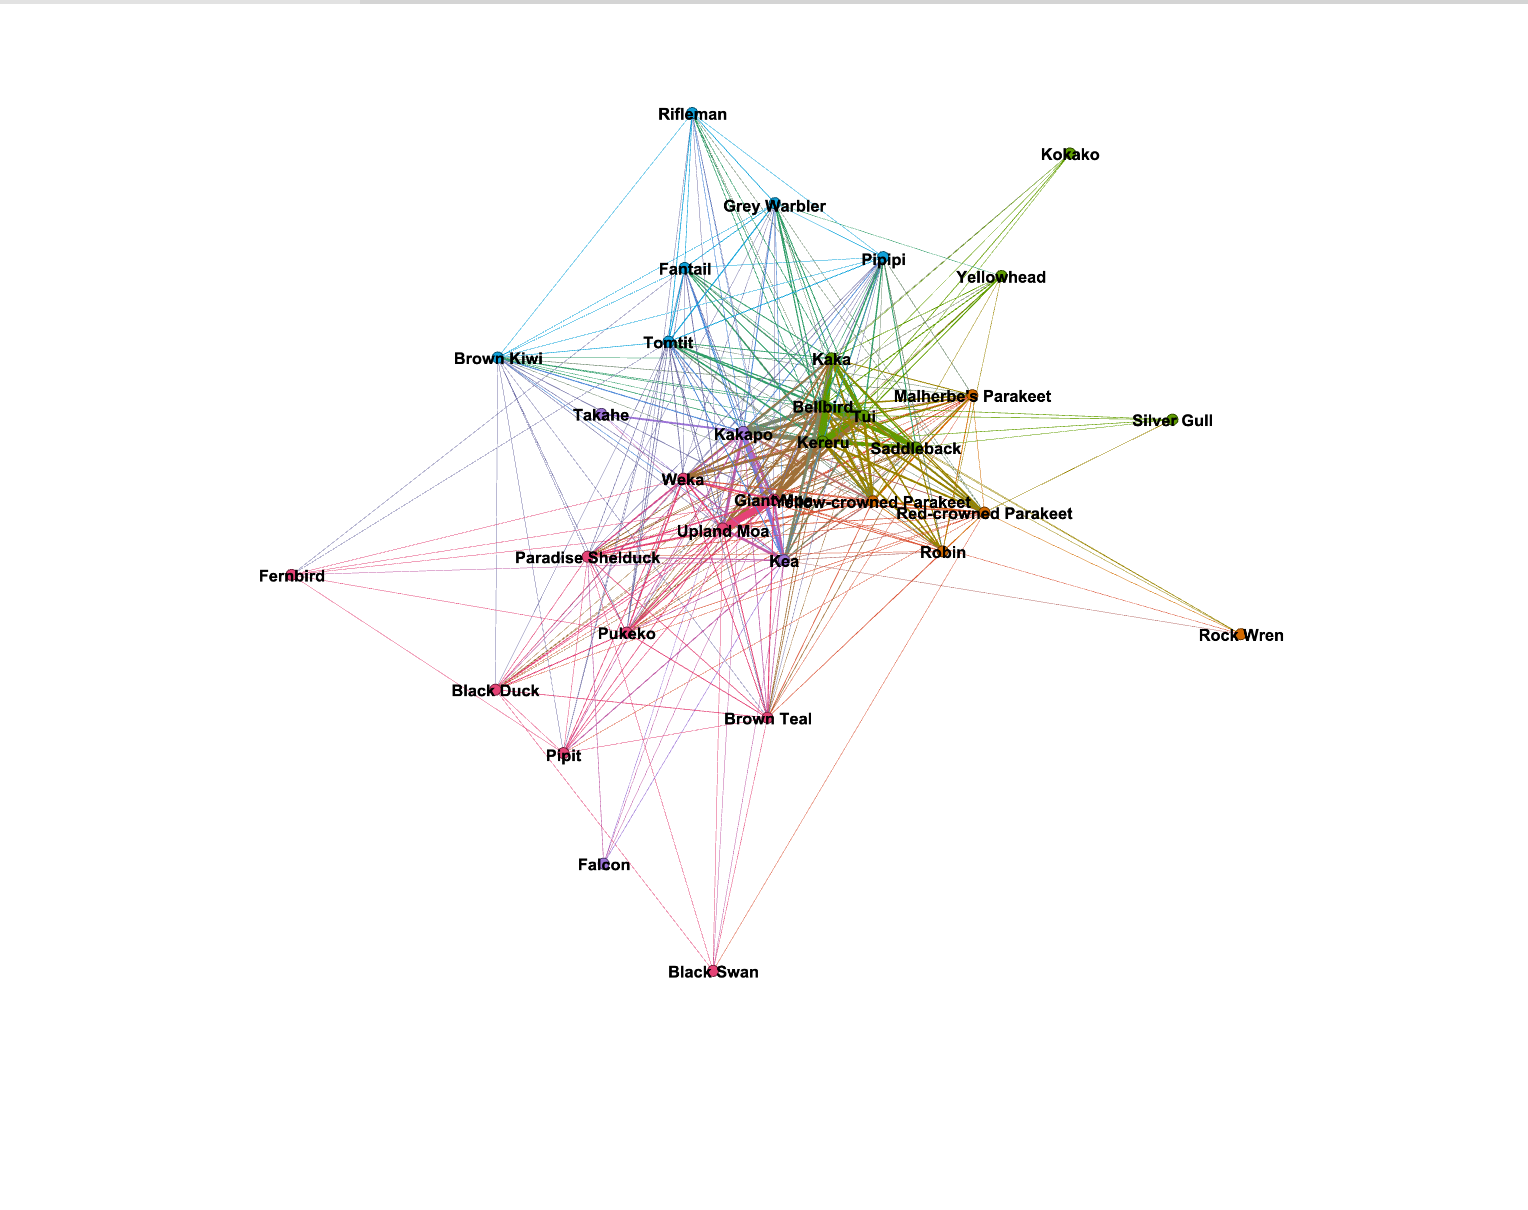 Rifleman
Kokako
Grey Warbler
Pipipi
Fantail
Yellowhead
Tomtit
Brown Kiwi
Kaka
Malherbe's Parakeet
Bellbird
Takahe
Tui
Silver Gull
Kakapo
Kereru
Saddleback
Weka
Giant Moa
Yellow-crowned Parakeet
Red-crowned Parakeet
Upland Moa
Robin
Paradise Shelduck
Kea
Fernbird
Pukeko
Rock Wren
Black Duck
Brown Teal
Pipit
Falcon
Black Swan